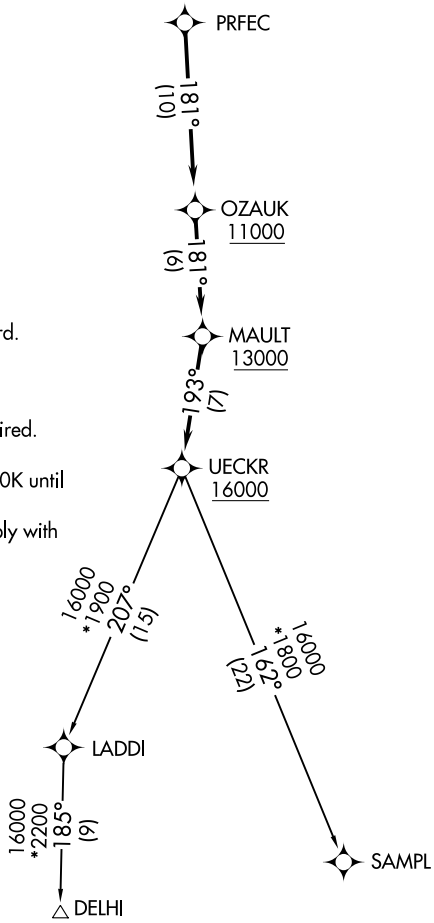 PRFEC
181°
(10)
OZAUK
11000
181°
(6)
MAULT
13000
193°
(7)
UECKR
16000
rd.
ired.
0K until
ply with
16000
*1900
207°
(15)
16000
*1800
162°
(22)
LADDI
16000
*2200
185°
(9)
SAMPL
DELHI